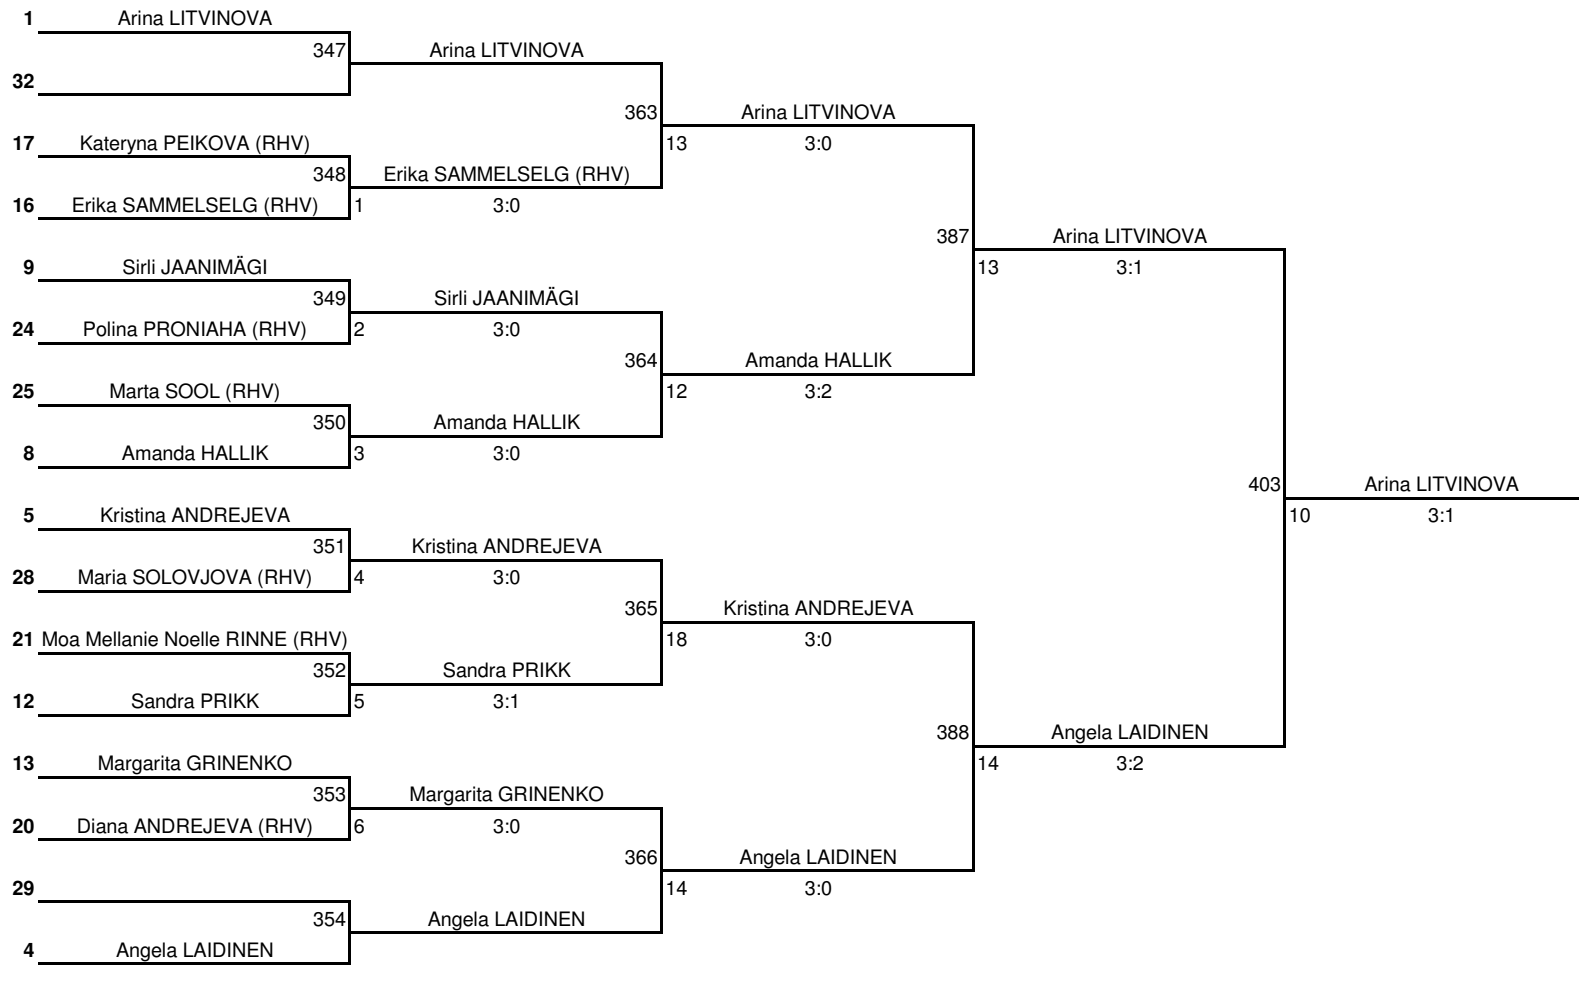 1 Arina LITVINOVA
347 Arina LITVINOVA
32
363 Arina LITVINOVA
17 Kateryna PEIKOVA (RHV) 13 3:0
348 Erika SAMMELSELG (RHV)
16 Erika SAMMELSELG (RHV) 1 3:0
387 Arina LITVINOVA
9 Sirli JAANIMÄGI 13 3:1
349 Sirli JAANIMÄGI
24 Polina PRONIAHA (RHV) 2 3:0
364 Amanda HALLIK
25 Marta SOOL (RHV) 12 3:2
350 Amanda HALLIK
8 Amanda HALLIK 3 3:0
403 Arina LITVINOVA
5 Kristina ANDREJEVA 10 3:1
351 Kristina ANDREJEVA
28 Maria SOLOVJOVA (RHV) 4 3:0
365 Kristina ANDREJEVA
21 Moa Mellanie Noelle RINNE (RHV) 18 3:0
352 Sandra PRIKK
12 Sandra PRIKK 5 3:1
388 Angela LAIDINEN
13 Margarita GRINENKO 14 3:2
353 Margarita GRINENKO
20 Diana ANDREJEVA (RHV) 6 3:0
366 Angela LAIDINEN
29 14 3:0
354 Angela LAIDINEN
4 Angela LAIDINEN